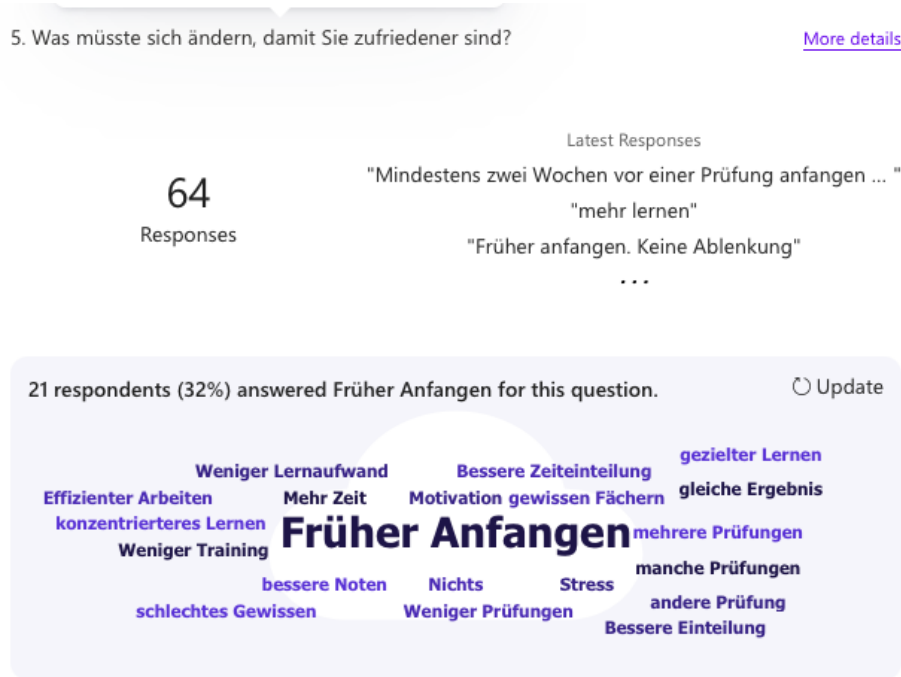 5. Was müsste sich ändern, damit Sie zufriedener sind?
More details
64
Responses
Latest Responses
"Mindestens zwei Wochen vor einer Prüfung anfangen ... "
"mehr lernen"
"Früher anfangen. Keine Ablenkung"
...
21 respondents (32%) answered Früher Anfangen for this question.
Update
gezielter Lernen
Weniger Lernaufwand
Bessere Zeiteinteilung
gleiche Ergebnis
Effizienter Arbeiten
Mehr Zeit
Motivation
gewissen Fächern
konzentrierteres Lernen
Früher Anfangen
mehrere Prüfungen
Weniger Training
manche Prüfungen
bessere Noten
Nichts
Stress
andere Prüfung
schlechtes Gewissen
Weniger Prüfungen
Bessere Einteilung